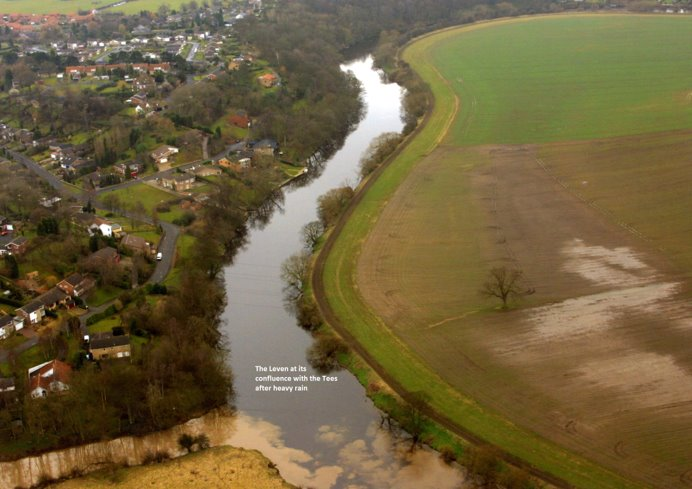 The Leven at its
confluence with the Tees
after heavy rain